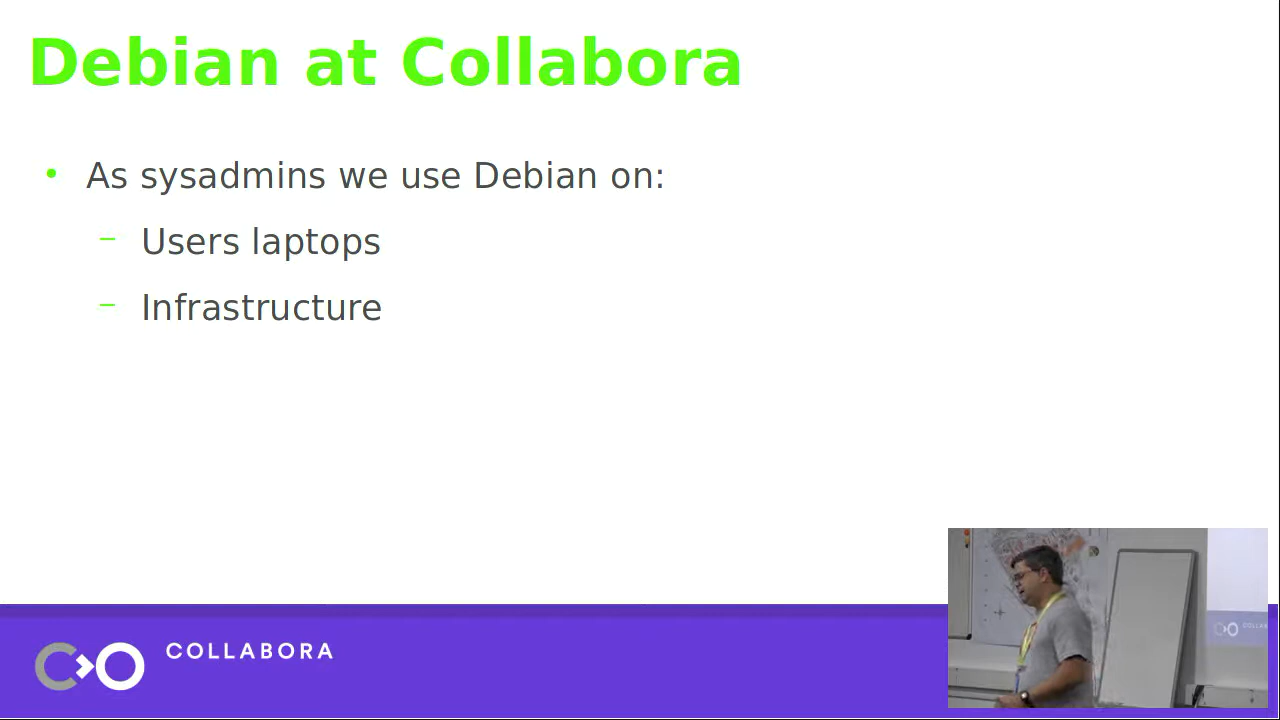 Debian at Collabora
• As sysadmins we use Debian on:
– Users laptops
– Infrastructure
COLLABORA